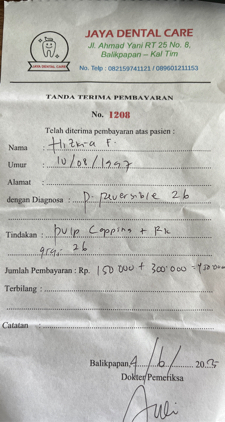 JAYA DENTAL CARE
Jl. Ahmad Yani RT 25 No. 8,
Balikpapan - Kal Tim
No. Telp : 082159741121 / 089601211153
JAYA DENTAL CARE
TANDA TERIMA PEMBAYARAN
No. 1208
Telah diterima pembayaran atas pasien :
Nama : Hizkia F.
Umur : 10/08/1997
Alamat :
dengan Diagnosa : P. reversible 26
Tindakan : pulp Capping + Rk
gigi 26
Jumlah Pembayaran : Rp. 150 000 + 300 000 = 450 000
Terbilang :
Catatan :
Balikpapan, 4/6/ 2025
Dokter Pemeriksa